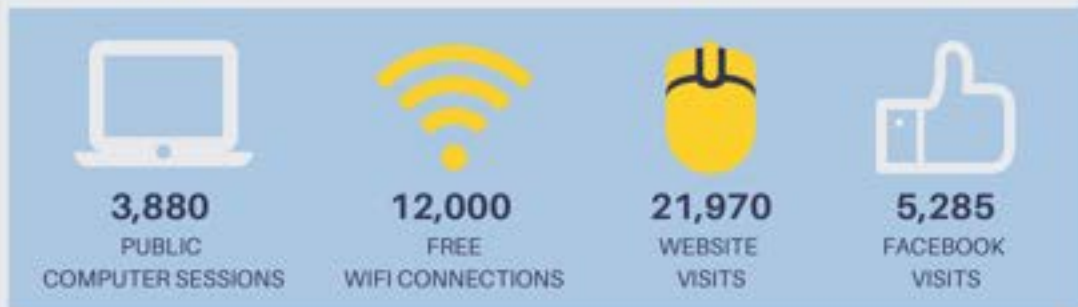 3,880
PUBLIC
COMPUTER SESSIONS
12,000
FREE
WIFI CONNECTIONS
21,970
WEBSITE
VISITS
5,285
FACEBOOK
VISITS